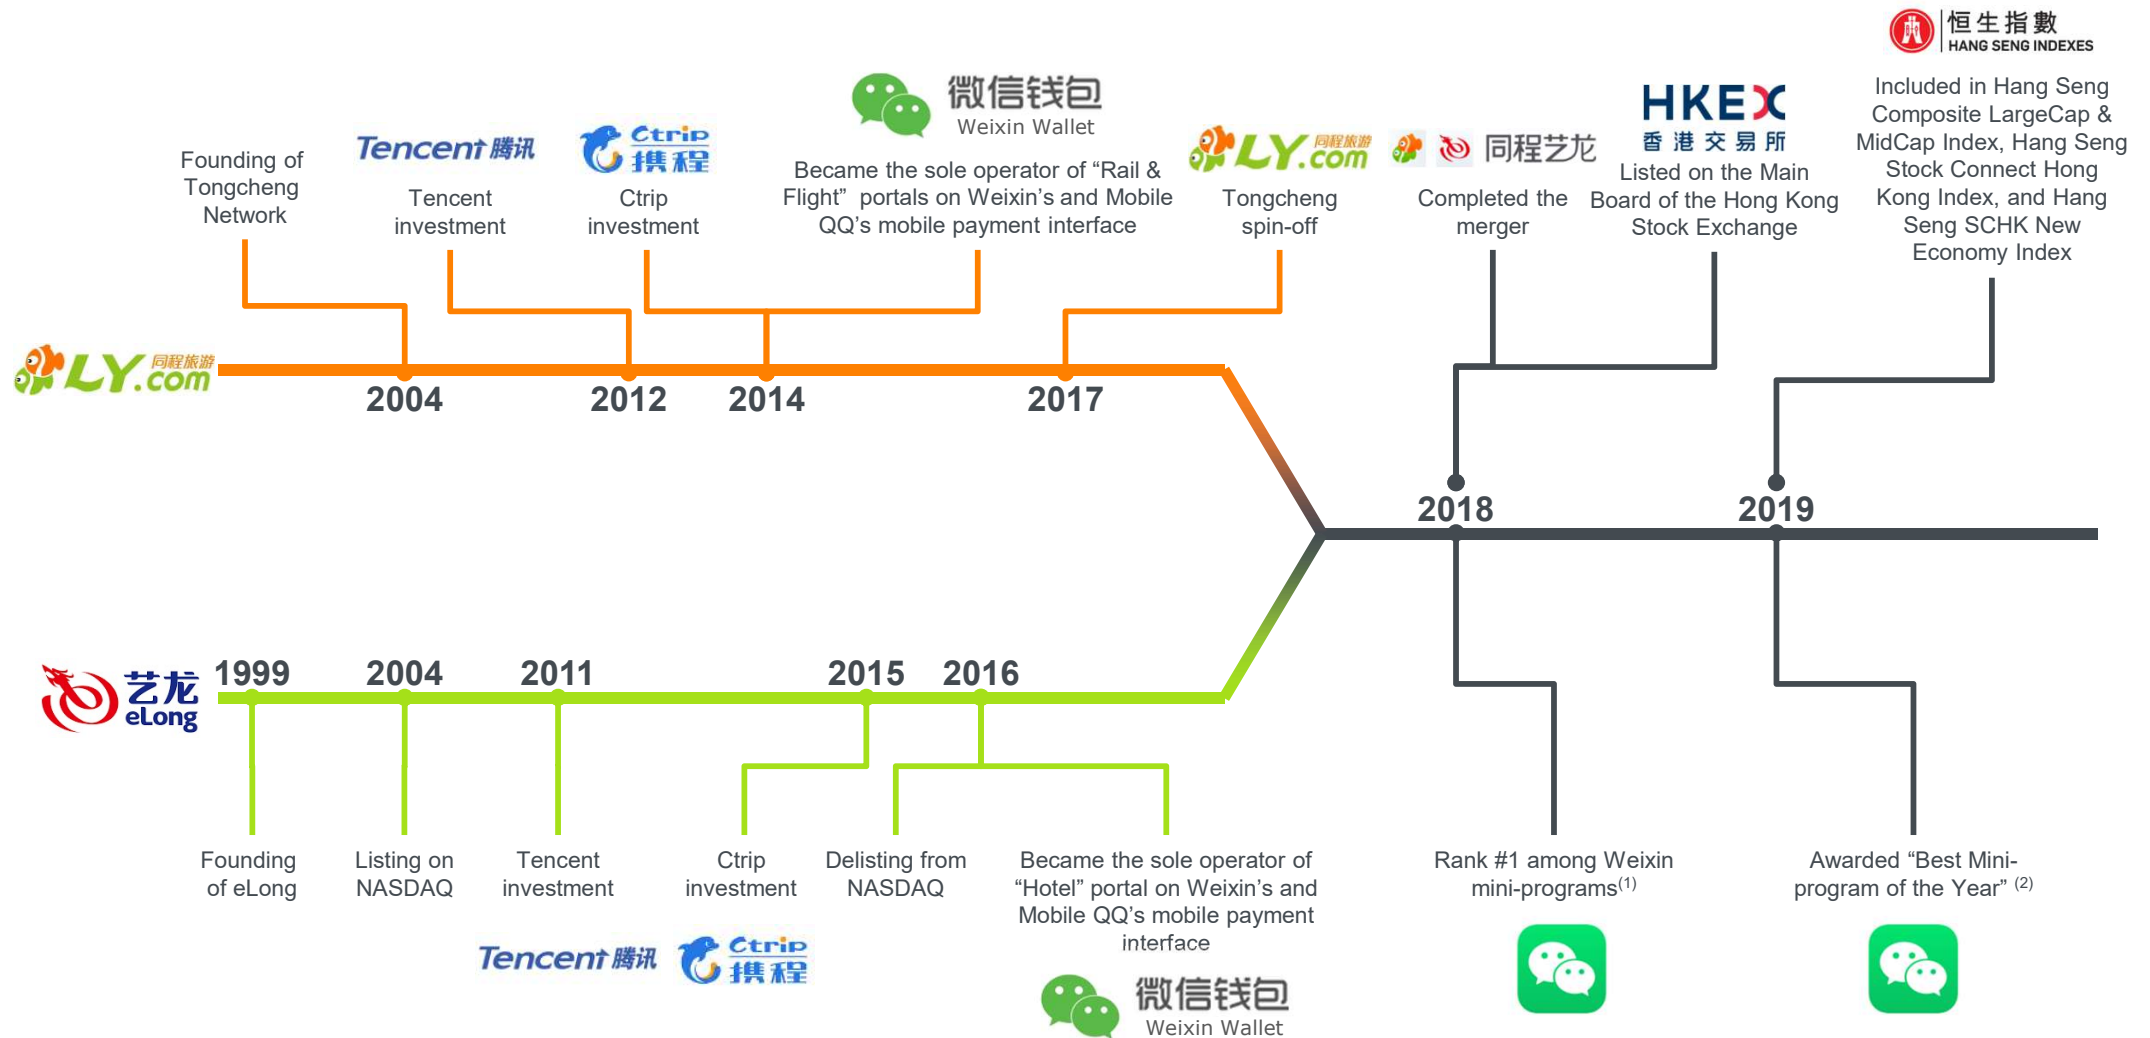 恒生指數
HANG SENG INDEXES
Included in Hang Seng
Composite LargeCap &
MidCap Index, Hang Seng
Stock Connect Hong
Kong Index, and Hang
Seng SCHK New
Economy Index
HKEX
香港交易所
Listed on the Main
Board of the Hong Kong
Stock Exchange
同程艺龙
Completed the
merger
LY.com
同程旅游
Tongcheng
spin-off
微信钱包
Weixin Wallet
Became the sole operator of “Rail &
Flight” portals on Weixin’s and Mobile
QQ’s mobile payment interface
Ctrip
携程
Ctrip
investment
Tencent 腾讯
Tencent
investment
Founding of
Tongcheng
Network
LY.com
同程旅游
2004
2012
2014
2017
2018
2019
艺龙
eLong
1999
2004
2011
2015
2016
Founding
of eLong
Listing on
NASDAQ
Tencent
investment
Tencent 腾讯
Ctrip
investment
Ctrip
携程
Delisting from
NASDAQ
Became the sole operator of
“Hotel” portal on Weixin’s and
Mobile QQ’s mobile payment
interface
微信钱包
Weixin Wallet
Rank #1 among Weixin
mini-programs(1)
Awarded “Best Mini-
program of the Year” (2)